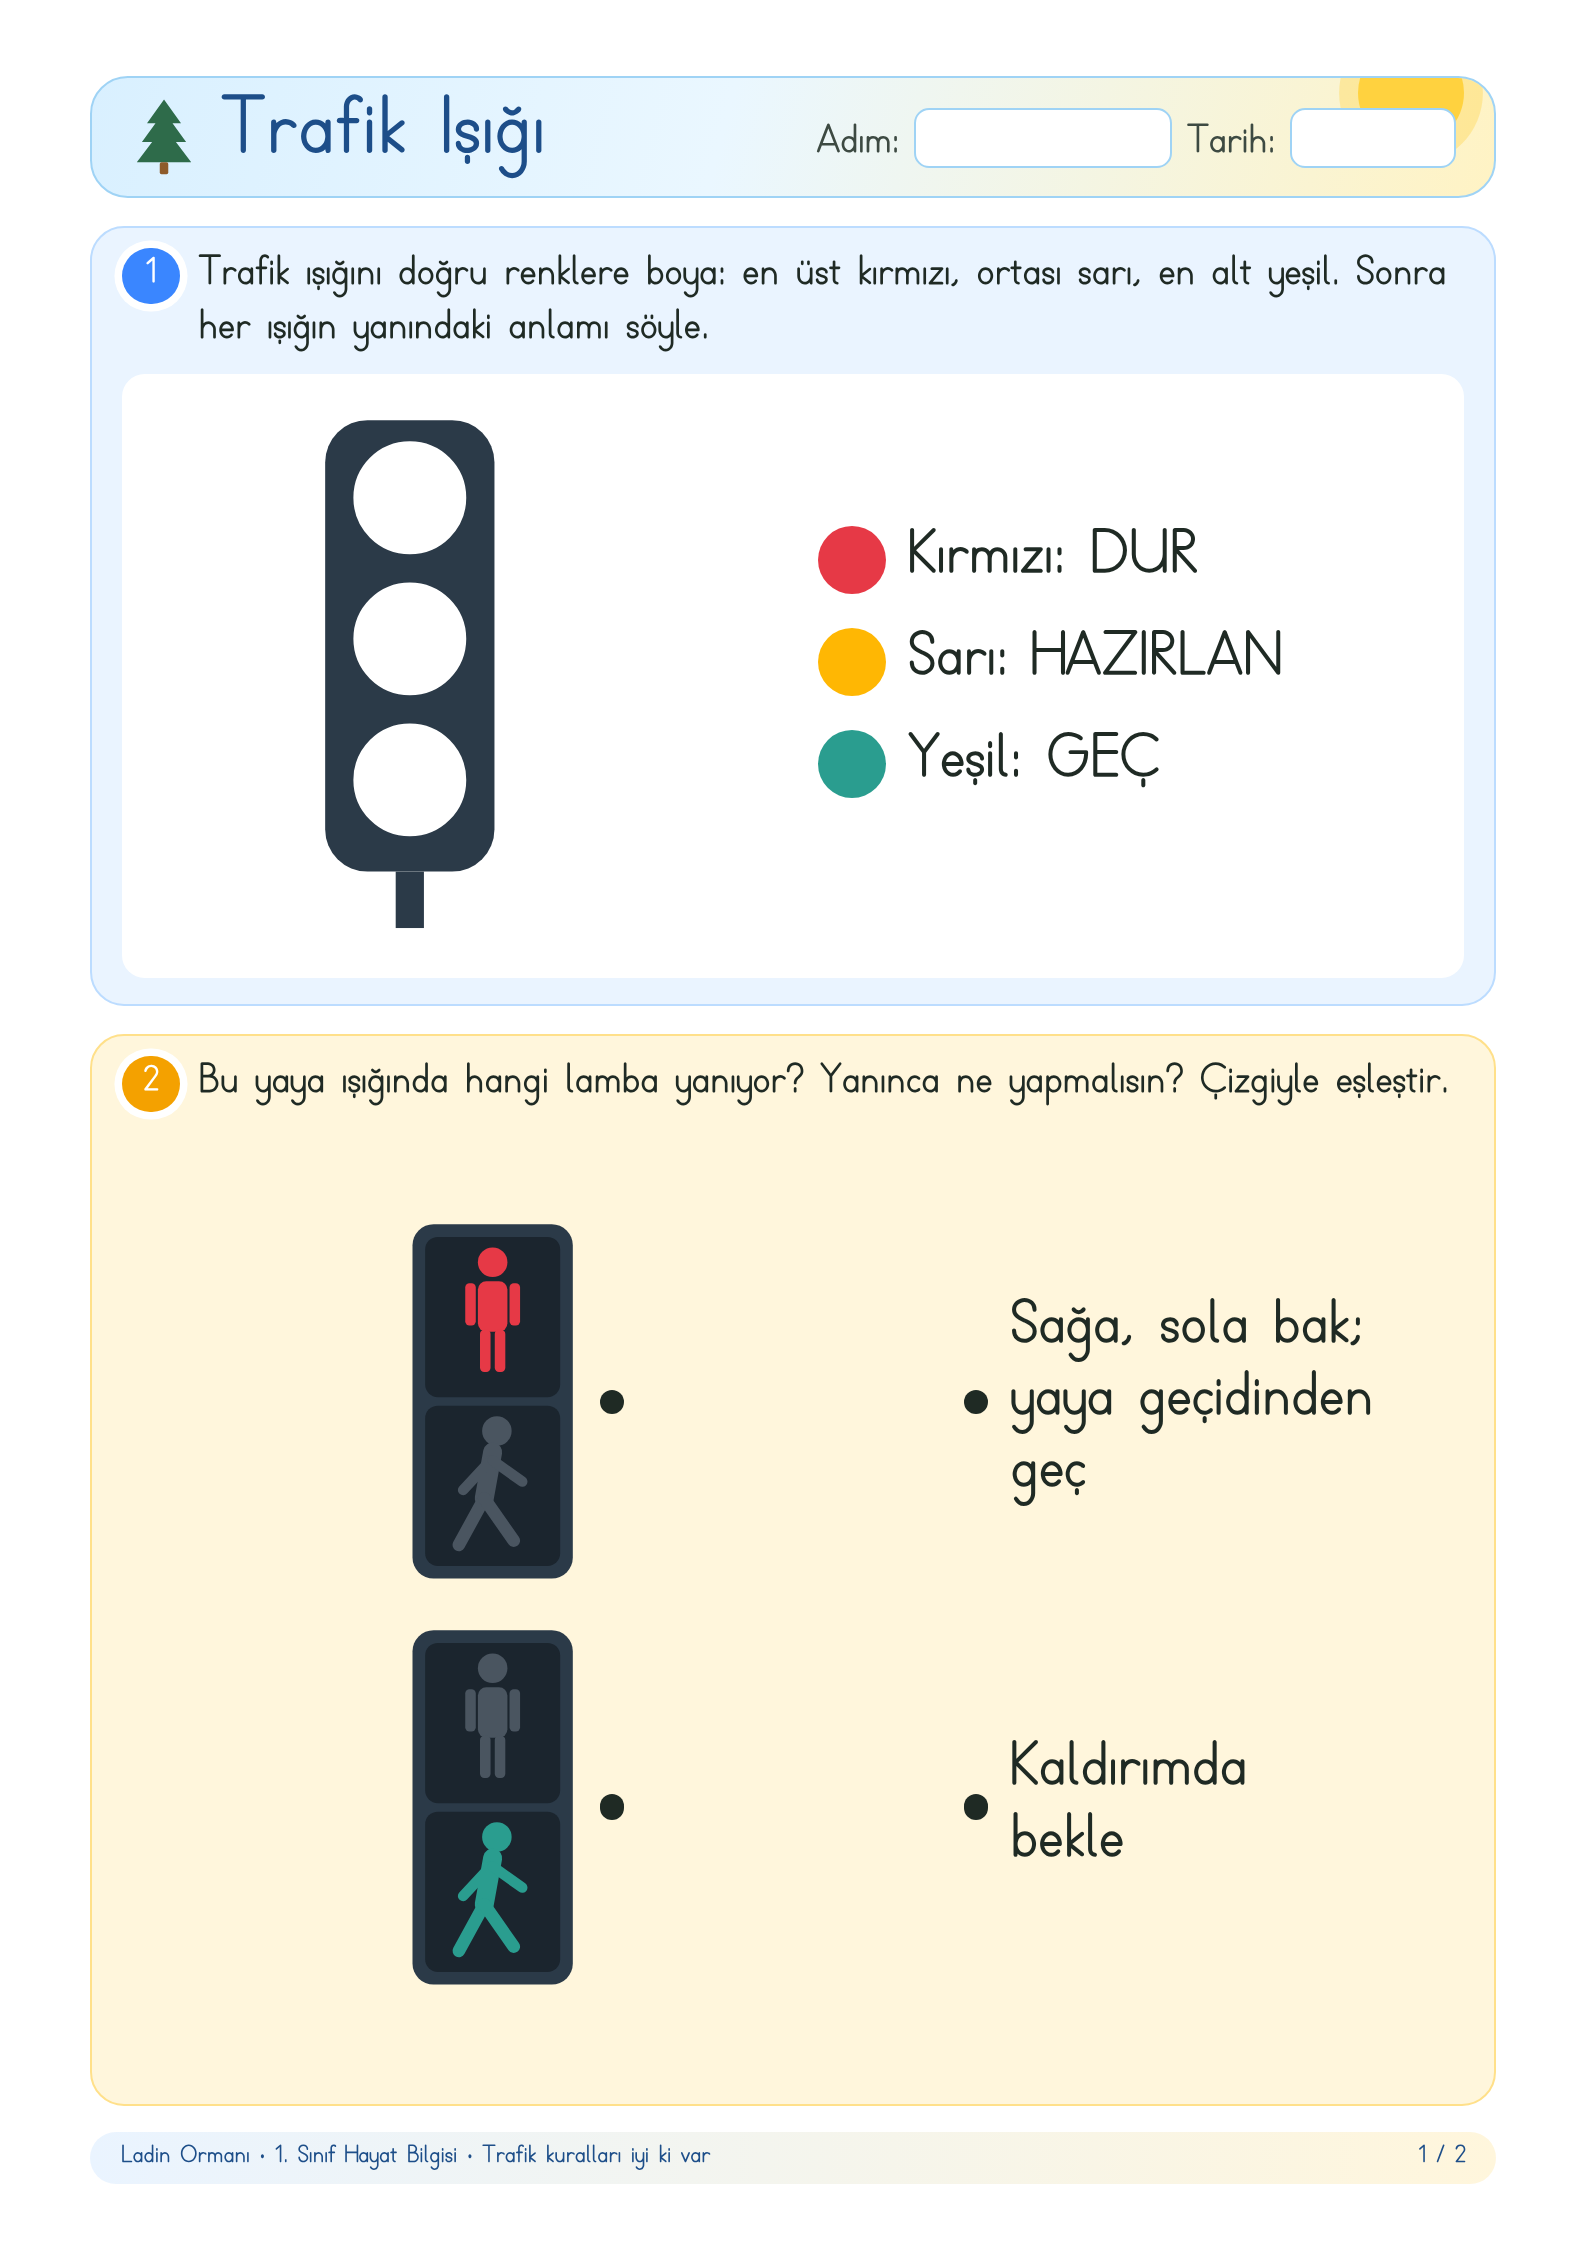 Trafik Işığı
Adım:
Tarih:
1
Trafik ışığını doğru renklere boya: en üst kırmızı, ortası sarı, en alt yeşil. Sonra
her ışığın yanındaki anlamı söyle.
Kırmızı: DUR
Sarı: HAZIRLAN
Yeşil: GEÇ
2
Bu yaya ışığında hangi lamba yanıyor? Yanınca ne yapmalısın? Çizgiyle eşleştir.
Sağa, sola bak;
yaya geçidinden
geç
Kaldırımda
bekle
Ladin Ormanı • 1. Sınıf Hayat Bilgisi • Trafik kuralları iyi ki var
1 / 2